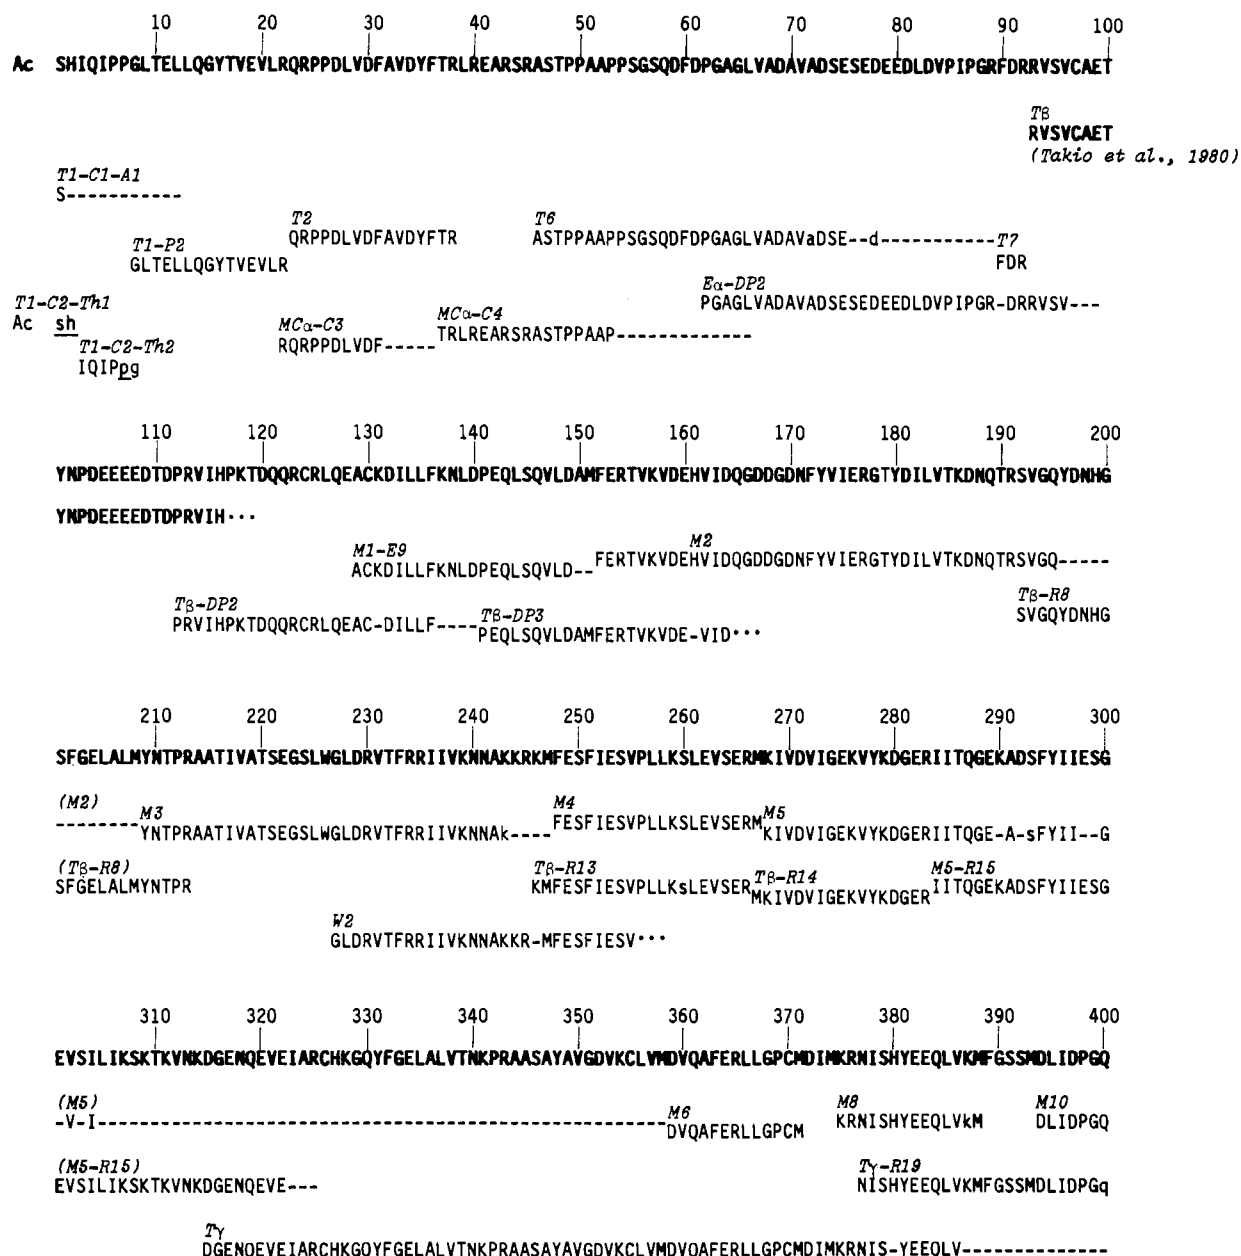 10 20 30 40 50 60 70 80 90 100
Ac SHIQIPPGLTELLQGYTVEVLRQRPPDLVDFAVDYFTRLREARSRASTPPAAPPSGSQDFDPGAGLVADAVADSESEDEEDLDVPIPGRFDRRVSVCAET
Tβ
RVSVCAET
(Takio et al., 1980)
T1-C1-A1
S-----------
T2 T6
QRPPDLVDFAVDYFTR ASTPPAAPPSGSQDFDPGAGLVADAVaDSE--d-----------
T1-P2 T7
GLTELLQGYTVEVLR FDR
Eα-DP2
PGAGLVADAVADSESEDEEDLDVPIPGR-DRRVSV---
T1-C2-Th1 MCα-C3 MCα-C4
Ac sh RQRPPDLVDF----- TRLREARSRASTPPAAP-------------
T1-C2-Th2
IQIPpg
110 120 130 140 150 160 170 180 190 200
YNPDEEEEDTDPRVIHPKTDQQRCRLQEACKDILLFKNLDPEQLSQVLDAMFERTVKVDEHVIDQGDDGDNFYVIERGTYDILVTKDNQTRSVGQYDNHG
YNPDEEEEDTDPRVIH···
M1-E9 M2
ACKDILLFKNLDPEQLSQVLD-- FERTVKVDEHVIDQGDDGDNFYVIERGTYDILVTKDNQTRSVGQ-----
Tβ-DP2 Tβ-DP3 Tβ-R8
PRVIHPKTDQQRCRLQEAC-DILLF---- PEQLSQVLDAMFERTVKVDE-VID··· SVGQYDNHG
210 220 230 240 250 260 270 280 290 300
SFGELALMYNTPRAATIVATSEGSLWGLDRVTFRRIIVKNNAKKRKMFESFIESVPLLKSLEVSERMKIVDVIGEKVYKDGERIITQGEKADSFYIIESG
(M2) M3 M4 M5
-------- YNTPRAATIVATSEGSLWGLDRVTFRRIIVKNNAk---- FESFIESVPLLKSLEVSERM KIVDVIGEKVYKDGERIITQGE-A-sFYII--G
(Tβ-R8) Tβ-R13 Tβ-R14 M5-R15
SFGELALMYNTPR KMFESFIESVPLLKsLEVSER MKIVDVIGEKVYKDGER IITQGEKADSFYIIESG
W2
GLDRVTFRRIIVKNNAKKR-MFESFIESV···
310 320 330 340 350 360 370 380 390 400
EVSILIKSKTKVNKDGENQEVEIARCHKGQYFGELALVTNKPRAASAYAVGDVKCLVMDVQAFERLLGPCMDIMKRNISHYEEQLVKMFGSSMDLIDPGQ
(M5) M6 M8 M10
-V-I------------------------------------------------------ DVQAFERLLGPCM KRNISHYEEQLVkM DLIDPGQ
(M5-R15) Tγ-R19
EVSILIKSKTKVNKDGENQEVE--- NISHYEEQLVKMFGSSMDLIDPGq
Tγ
DGENQEVEIARCHKGQYFGELALVTNKPRAASAYAVGDVKCLVMDVQAFERLLGPCMDIMKRNIS-YEEQLV--------------